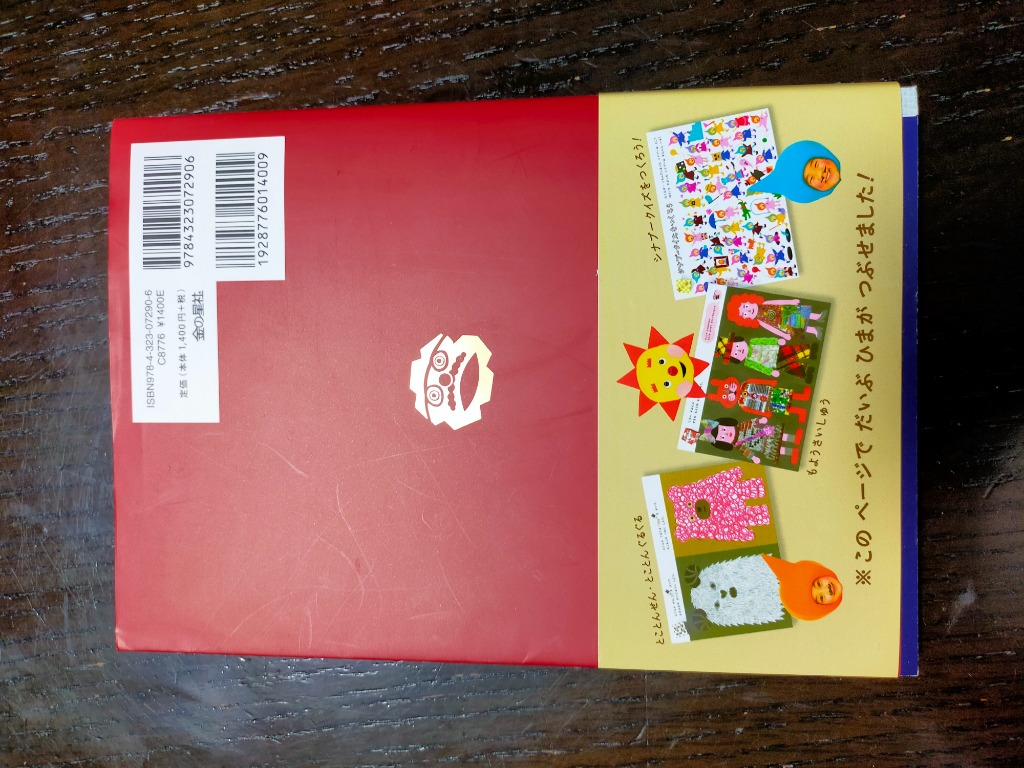 9784323072906
1928776014009
ISBN978-4-323-07290-6
C8776 ¥1400E
定価(本体1,400円+税)
金の星社
シナプークイズをつくろう!
もようさいしゅう
とことんせん・とことんぐるぐる
※このページで だいぶ ひまが つぶせました!